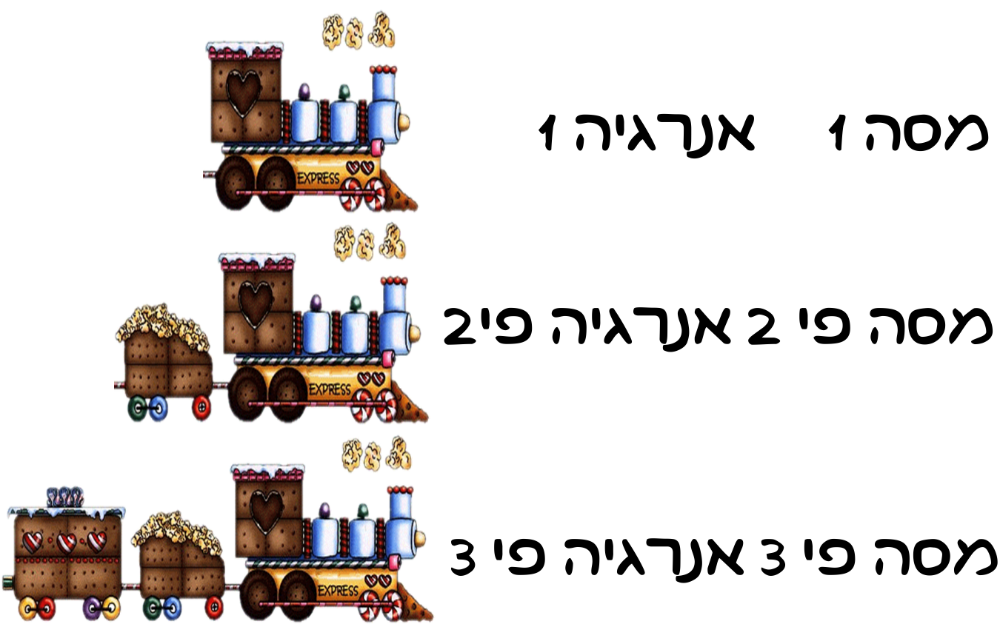 מסה 1 אנרגיה 1
EXPRESS
מסה פי 2 אנרגיה פי2
EXPRESS
מסה פי 3 אנרגיה פי 3
EXPRESS